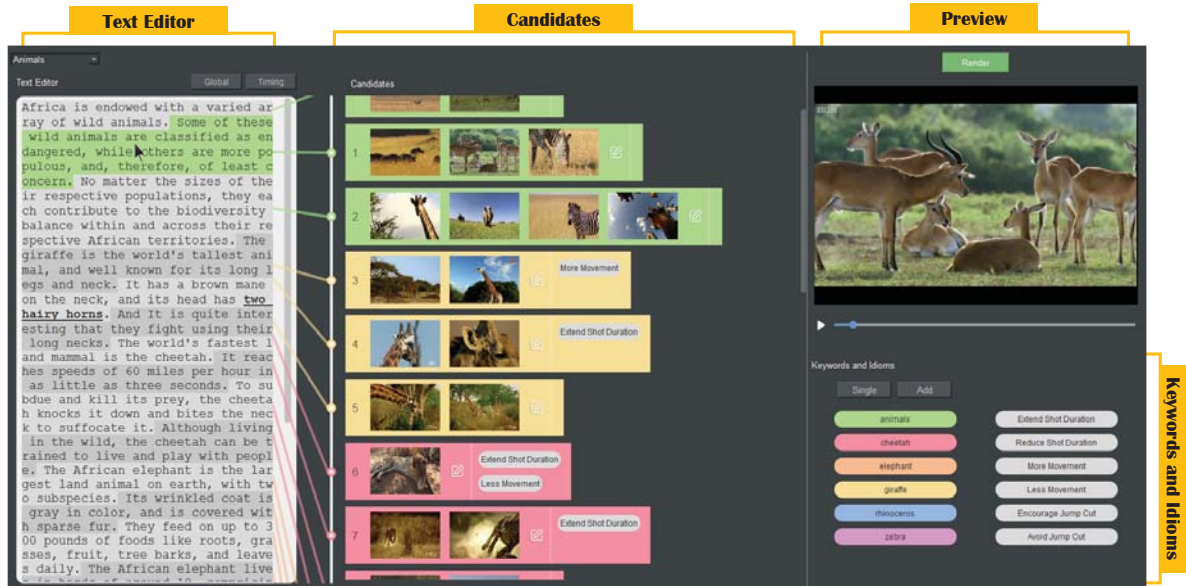 Text Editor
Candidates
Preview
Animals
Text Editor
Global
Timing
Candidates
Render
Africa is endowed with a varied ar
ray of wild animals. Some of these
wild animals are classified as en
dangered, while others are more po
pulous, and, therefore, of least c
oncern. No matter the sizes of the
ir respective populations, they ea
ch contribute to the biodiversity
balance within and across their re
spective African territories. The
giraffe is the world's tallest ani
mal, and well known for its long l
egs and neck. It has a brown mane
on the neck, and its head has two
hairy horns. And It is quite inter
esting that they fight using their
long necks. The world's fastest l
and mammal is the cheetah. It reac
hes speeds of 60 miles per hour in
as little as three seconds. To su
bdue and kill its prey, the cheeta
h knocks it down and bites the nec
k to suffocate it. Although living
in the wild, the cheetah can be t
rained to live and play with peopl
e. The African elephant is the lar
gest land animal on earth, with tw
o subspecies. Its wrinkled coat is
gray in color, and is covered wit
h sparse fur. They feed on up to 3
00 pounds of foods like roots, gra
sses, fruit, tree barks, and leave
s daily. The African elephant live
1
2
3
More Movement
4
Extend Shot Duration
5
6
Extend Shot Duration
Less Movement
7
Extend Shot Duration
Keywords and Idioms
Single
Add
animals
Extend Shot Duration
cheetah
Reduce Shot Duration
elephant
More Movement
giraffe
Less Movement
rhinoceros
Encourage Jump Cut
zebra
Avoid Jump Cut
Keywords and Idioms